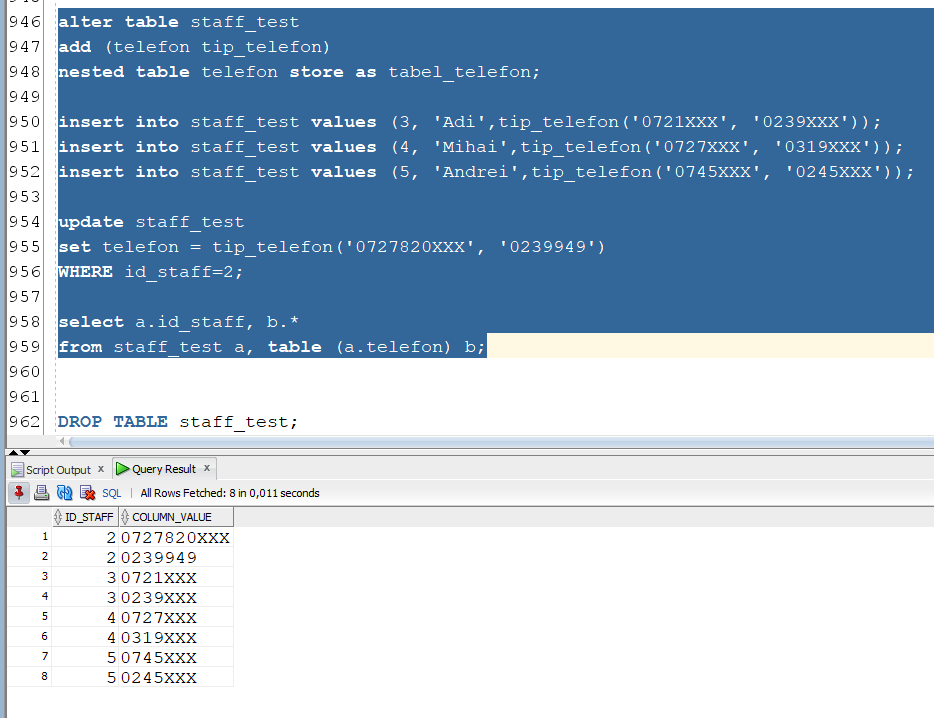 946 alter table staff_test
947 add (telefon tip_telefon)
948 nested table telefon store as tabel_telefon;
949
950 insert into staff_test values (3, 'Adi',tip_telefon('0721XXX', '0239XXX'));
951 insert into staff_test values (4, 'Mihai',tip_telefon('0727XXX', '0319XXX'));
952 insert into staff_test values (5, 'Andrei',tip_telefon('0745XXX', '0245XXX'));
953
954 update staff_test
955 set telefon = tip_telefon('0727820XXX', '0239949')
956 WHERE id_staff=2;
957
958 select a.id_staff, b.*
959 from staff_test a, table (a.telefon) b;
960
961
962 DROP TABLE staff_test;
Script Output x Query Result x
SQL | All Rows Fetched: 8 in 0,011 seconds
ID_STAFF COLUMN_VALUE
1 2 0727820XXX
2 2 0239949
3 3 0721XXX
4 3 0239XXX
5 4 0727XXX
6 4 0319XXX
7 5 0745XXX
8 5 0245XXX